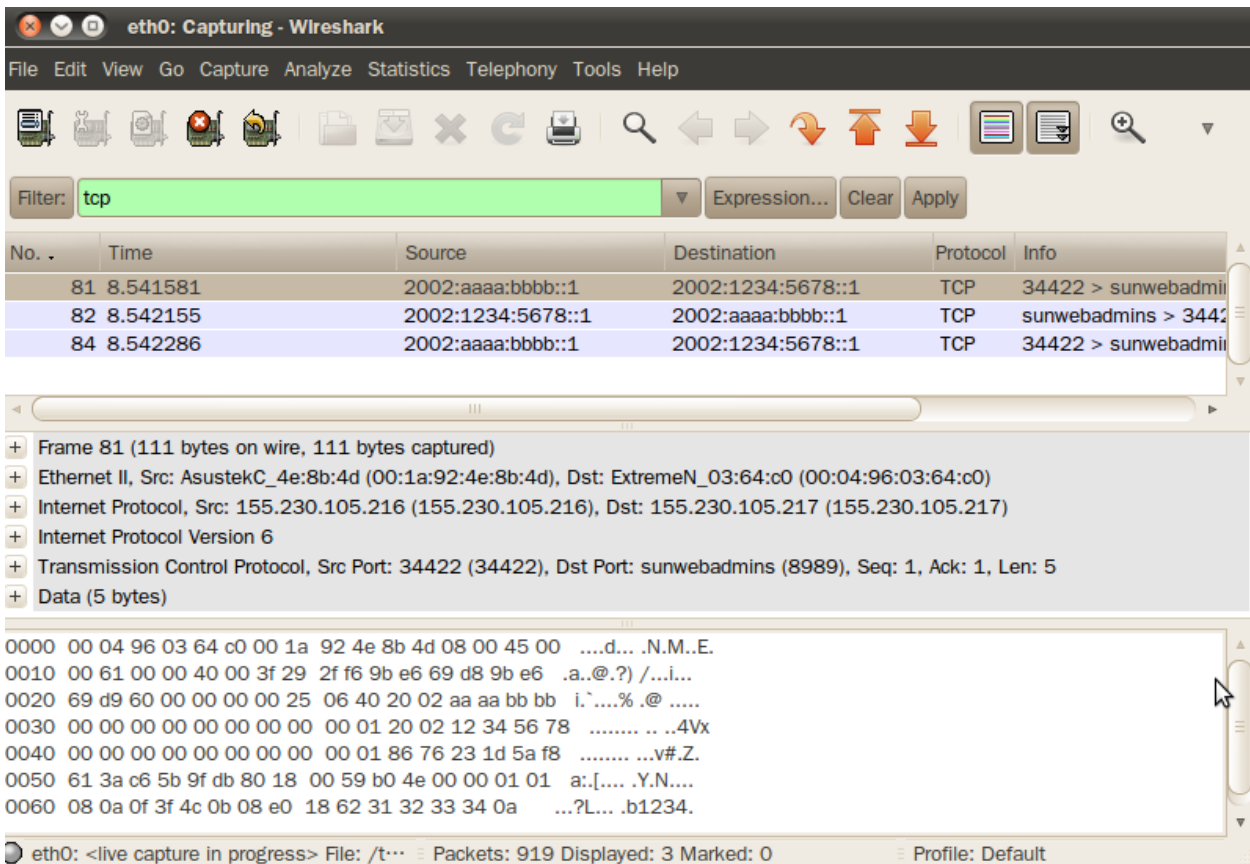 eth0: Capturing - Wireshark
File Edit View Go Capture Analyze Statistics Telephony Tools Help
Filter: tcp Expression... Clear Apply
No. . Time Source Destination Protocol Info
81 8.541581 2002:aaaa:bbbb::1 2002:1234:5678::1 TCP 34422 > sunwebadmi
82 8.542155 2002:1234:5678::1 2002:aaaa:bbbb::1 TCP sunwebadmins > 3442
84 8.542286 2002:aaaa:bbbb::1 2002:1234:5678::1 TCP 34422 > sunwebadmi
Frame 81 (111 bytes on wire, 111 bytes captured)
Ethernet II, Src: AsustekC_4e:8b:4d (00:1a:92:4e:8b:4d), Dst: ExtremeN_03:64:c0 (00:04:96:03:64:c0)
Internet Protocol, Src: 155.230.105.216 (155.230.105.216), Dst: 155.230.105.217 (155.230.105.217)
Internet Protocol Version 6
Transmission Control Protocol, Src Port: 34422 (34422), Dst Port: sunwebadmins (8989), Seq: 1, Ack: 1, Len: 5
Data (5 bytes)
0000 00 04 96 03 64 c0 00 1a 92 4e 8b 4d 08 00 45 00 ....d... .N.M..E.
0010 00 61 00 00 40 00 3f 29 2f f6 9b e6 69 d8 9b e6 .a..@.?) /...i...
0020 69 d9 60 00 00 00 00 25 06 40 20 02 aa aa bb bb i.`....% .@ .....
0030 00 00 00 00 00 00 00 00 00 01 20 02 12 34 56 78 ........ .. ..4Vx
0040 00 00 00 00 00 00 00 00 00 01 86 76 23 1d 5a f8 ........ ...v#.Z.
0050 61 3a c6 5b 9f db 80 18 00 59 b0 4e 00 00 01 01 a:.[.... .Y.N....
0060 08 0a 0f 3f 4c 0b 08 e0 18 62 31 32 33 34 0a ...?L... .b1234.
eth0: <live capture in progress> File: /t··· Packets: 919 Displayed: 3 Marked: 0 Profile: Default